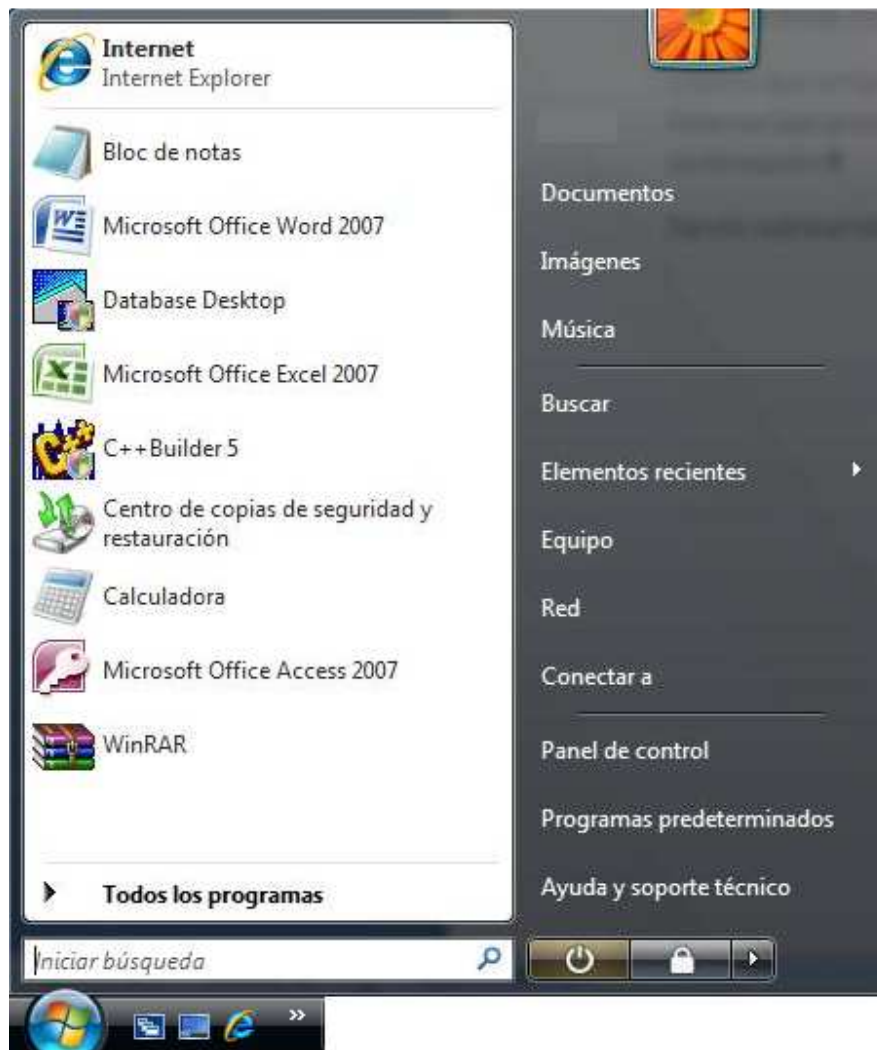 Internet
Internet Explorer
Bloc de notas
Microsoft Office Word 2007
Database Desktop
Microsoft Office Excel 2007
C++Builder 5
Centro de copias de seguridad y
restauración
Calculadora
Microsoft Office Access 2007
WinRAR
Todos los programas
Iniciar búsqueda
Documentos
Imágenes
Música
Buscar
Elementos recientes
Equipo
Red
Conectar a
Panel de control
Programas predeterminados
Ayuda y soporte técnico